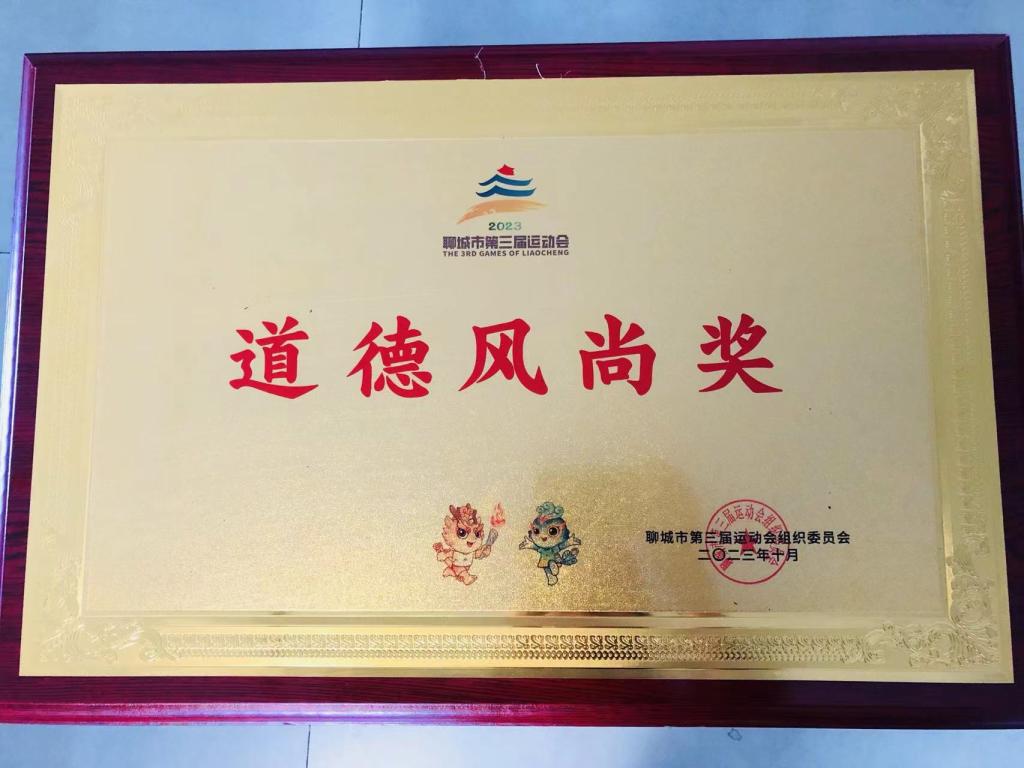 2023
聊城市第三届运动会
THE 3RD GAMES OF LIAOCHENG
道德风尚奖
聊城市第三届运动会组织委员会
二〇二三年十月